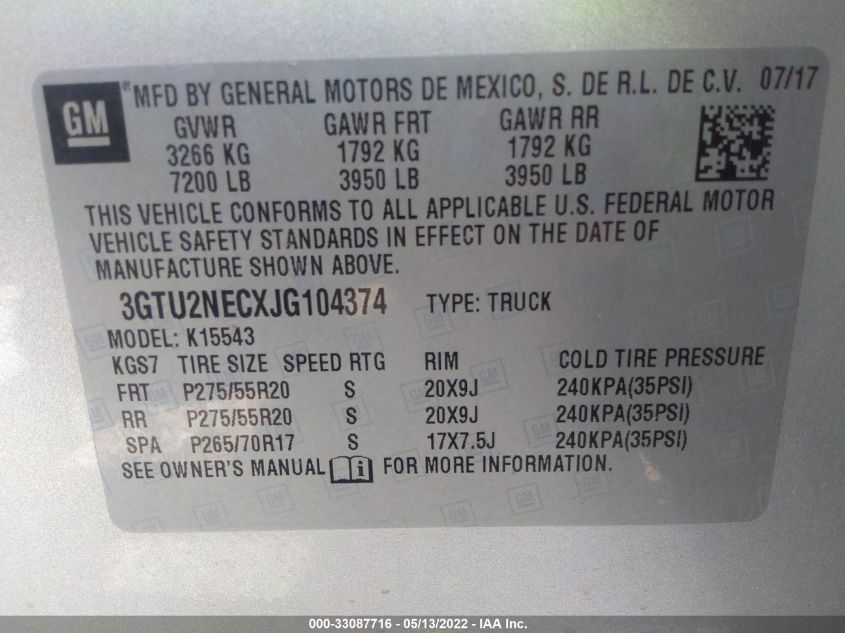 GM
®MFD BY GENERAL MOTORS DE MEXICO, S. DE R.L. DE C.V. 07/17
GVWR GAWR FRT GAWR RR
3266 KG 1792 KG 1792 KG
7200 LB 3950 LB 3950 LB
THIS VEHICLE CONFORMS TO ALL APPLICABLE U.S. FEDERAL MOTOR
VEHICLE SAFETY STANDARDS IN EFFECT ON THE DATE OF
MANUFACTURE SHOWN ABOVE.
3GTU2NECXJG104374 TYPE: TRUCK
MODEL: K15543
KGS7 TIRE SIZE SPEED RTG RIM COLD TIRE PRESSURE
FRT P275/55R20 S 20X9J 240KPA(35PSI)
RR P275/55R20 S 20X9J 240KPA(35PSI)
SPA P265/70R17 S 17X7.5J 240KPA(35PSI)
SEE OWNER'S MANUAL i FOR MORE INFORMATION.
000-33087716 - 05/13/2022 - IAA Inc.